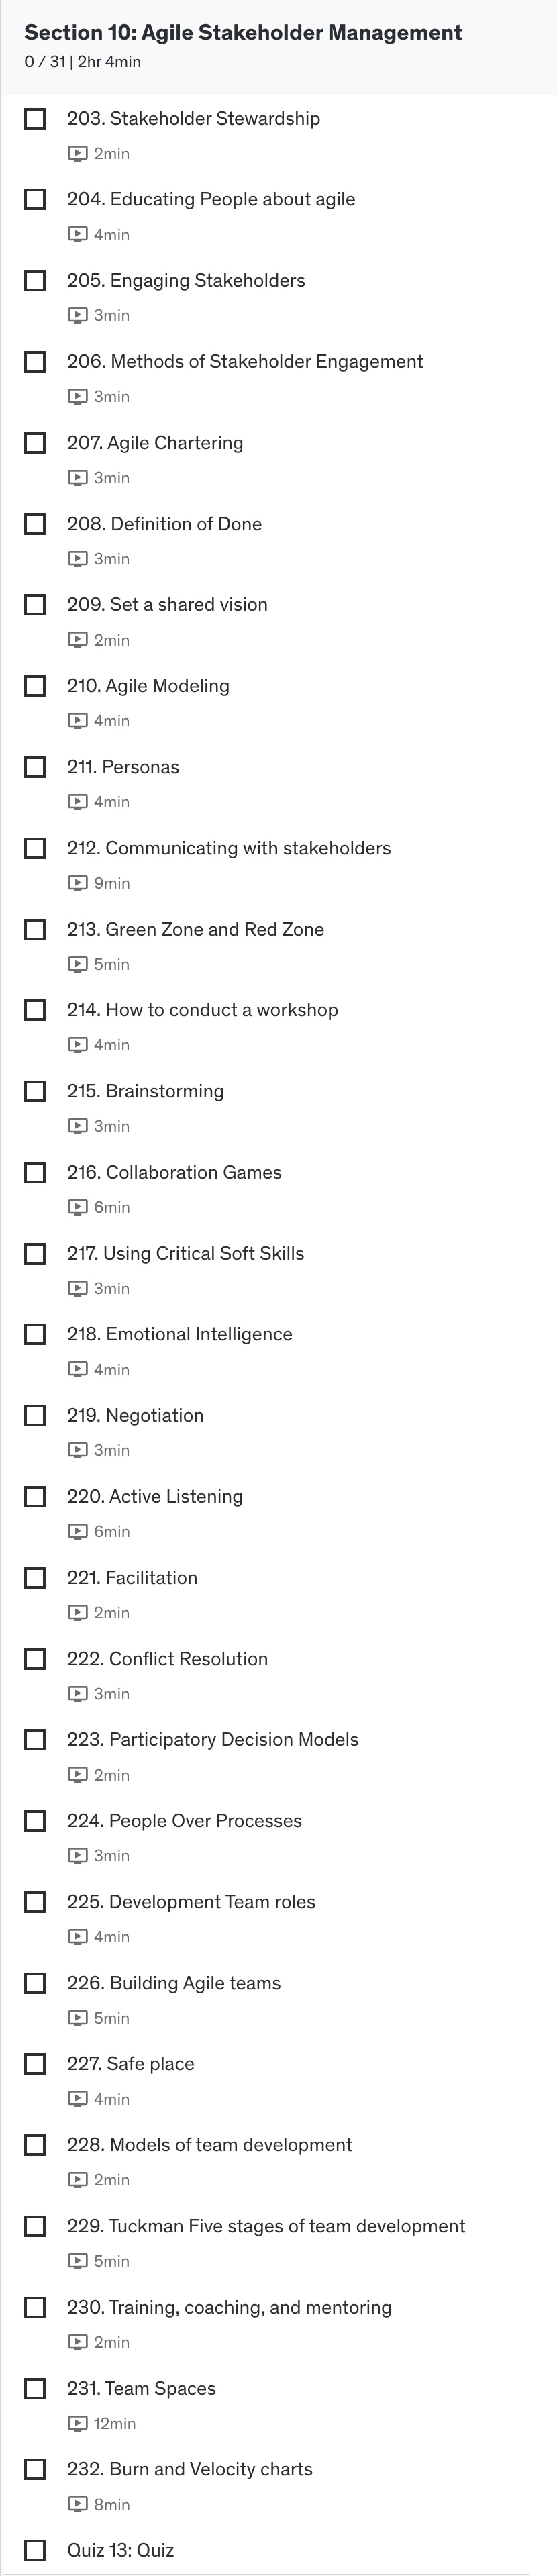 Section 10: Agile Stakeholder Management
0 / 31 | 2hr 4min
203. Stakeholder Stewardship
2min
204. Educating People about agile
4min
205. Engaging Stakeholders
3min
206. Methods of Stakeholder Engagement
3min
207. Agile Chartering
3min
208. Definition of Done
3min
209. Set a shared vision
2min
210. Agile Modeling
4min
211. Personas
4min
212. Communicating with stakeholders
9min
213. Green Zone and Red Zone
5min
214. How to conduct a workshop
4min
215. Brainstorming
3min
216. Collaboration Games
6min
217. Using Critical Soft Skills
3min
218. Emotional Intelligence
4min
219. Negotiation
3min
220. Active Listening
6min
221. Facilitation
2min
222. Conflict Resolution
3min
223. Participatory Decision Models
2min
224. People Over Processes
3min
225. Development Team roles
4min
226. Building Agile teams
5min
227. Safe place
4min
228. Models of team development
2min
229. Tuckman Five stages of team development
5min
230. Training, coaching, and mentoring
2min
231. Team Spaces
12min
232. Burn and Velocity charts
8min
Quiz 13: Quiz